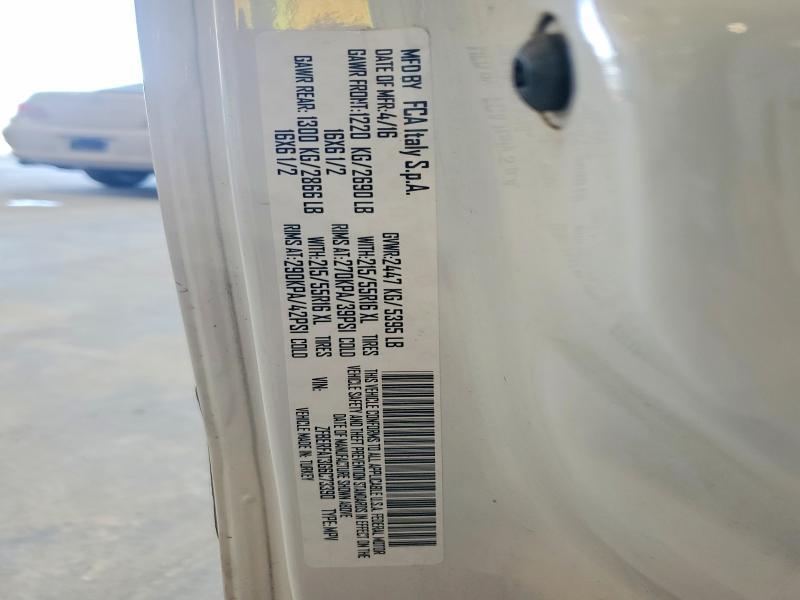 MFD BY FCA Italy S.p.A.
DATE OF MFR:4/16 GVWR:2447 KG/5395 LB
GAWR FRONT:1220 KG/2690 LB WITH:215/55R16 XL TIRES
16X6 1/2 RIMS AT:270KPA/39PSI COLD
GAWR REAR: 1300 KG/2866 LB WITH:215/55R16 XL TIRES
16X6 1/2 RIMS AT:290KPA/42PSI COLD
THIS VEHICLE CONFORMS TO ALL APPLICABLE U.S.A. FEDERAL MOTOR
VEHICLE SAFETY AND THEFT PREVENTION STANDARDS IN EFFECT ON THE
DATE OF MANUFACTURE SHOWN ABOVE
VIN: TYPE:MPV
VEHICLE MADE IN: TURKEY